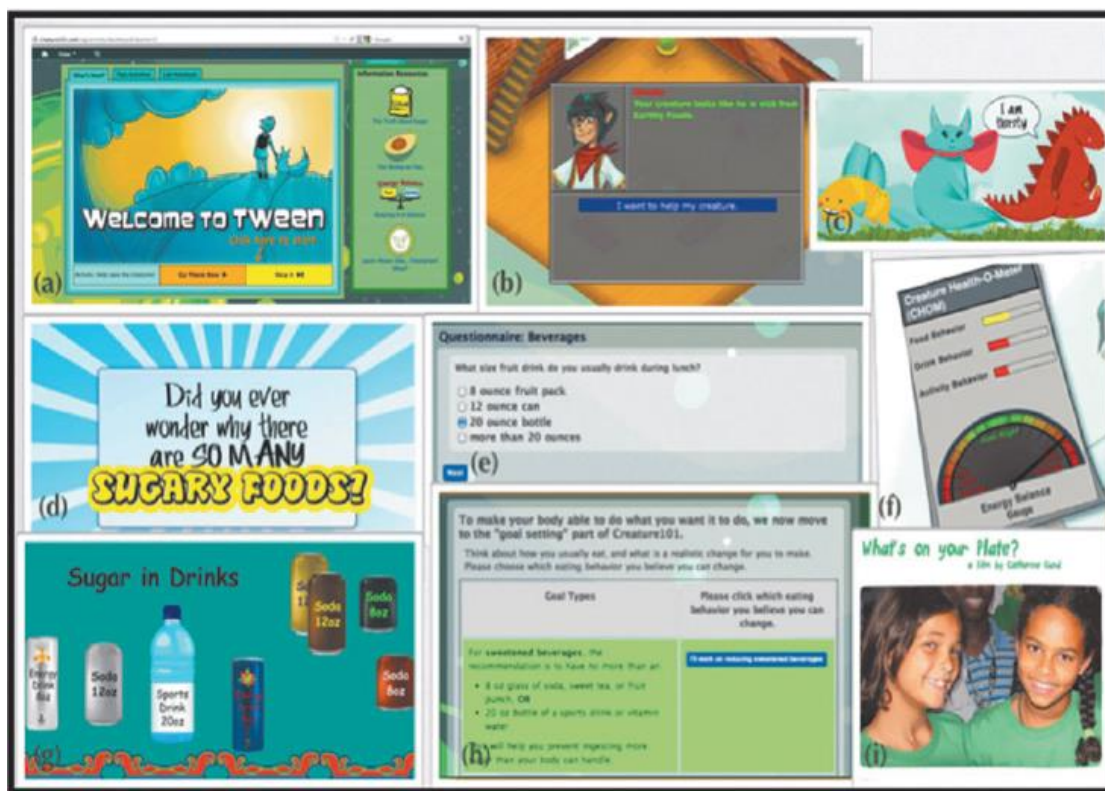 View
What's Next?
Information Resources
WELCOME TO TWEEN
Click here to start
Go There Now
Skip it
(a)
Your creature looks like he is sick from
Earthy Foods.
I want to help my creature.
(b)
I am
thirsty
(c)
Did you ever
wonder why there
are SO MANY
SUGARY FOODS?
(d)
Questionnaire: Beverages
What size fruit drink do you usually drink during lunch?
8 ounce fruit pack
12 ounce can
20 ounce bottle
more than 20 ounces
Next
(e)
Creature Health-O-Meter
(CHOM)
Food Behavior
Drink Behavior
Activity Behavior
Energy Balance
Gauge
(f)
Sugar in Drinks
Energy
Drink
8oz
Soda
12oz
Sports
Drink
20oz
Soda
12oz
Soda
8oz
Soda
8oz
(g)
To make your body able to do what you want it to do, we now move
to the "goal setting" part of Creature101.
Think about how you usually eat, and what is a realistic change for you to make.
Please choose which eating behavior you believe you can change.
Goal Types
Please click which eating
behavior you believe you can
change.
For sweetened beverages, the
recommendation is to have no more than an
8 oz glass of soda, sweet tea, or fruit
punch, OR
20 oz bottle of a sports drink or vitamin
water
will help you prevent ingesting more
than your body can handle.
I'll work on reducing sweetened beverages
(h)
What's on your Plate?
a film by Catherine Gund
(i)